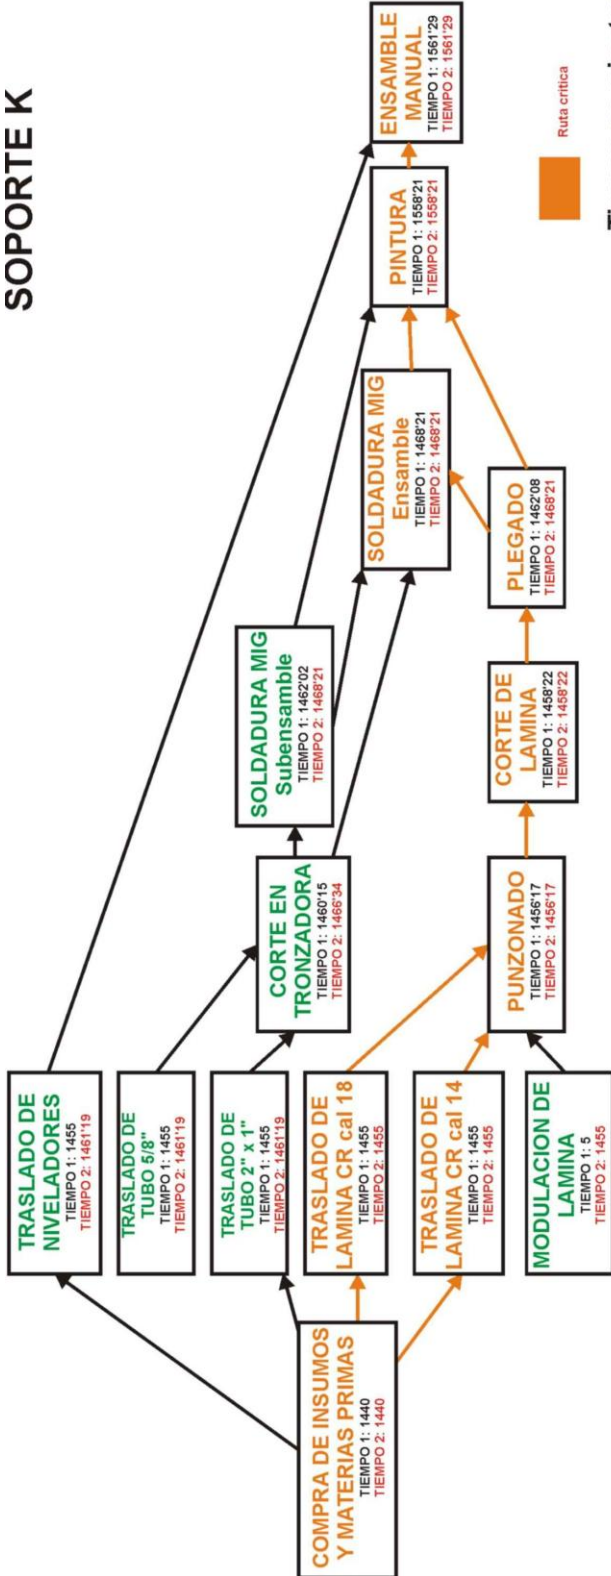 SOPORTE K
COMPRA DE INSUMOS
Y MATERIAS PRIMAS
TIEMPO 1: 1440
TIEMPO 2: 1440
TRASLADO DE
NIVELADORES
TIEMPO 1: 1455
TIEMPO 2: 1461'19
TRASLADO DE
TUBO 5/8"
TIEMPO 1: 1455
TIEMPO 2: 1461'19
TRASLADO DE
TUBO 2" x 1"
TIEMPO 1: 1455
TIEMPO 2: 1461'19
TRASLADO DE
LAMINA CR cal 18
TIEMPO 1: 1455
TIEMPO 2: 1455
TRASLADO DE
LAMINA CR cal 14
TIEMPO 1: 1455
TIEMPO 2: 1455
MODULACION DE
LAMINA
TIEMPO 1: 5
TIEMPO 2: 1455
CORTE EN
TRONZADORA
TIEMPO 1: 1460'15
TIEMPO 2: 1466'34
PUNZONADO
TIEMPO 1: 1456'17
TIEMPO 2: 1456'17
SOLDADURA MIG
Subensamble
TIEMPO 1: 1462'02
TIEMPO 2: 1468'21
CORTE DE
LAMINA
TIEMPO 1: 1458'22
TIEMPO 2: 1458'22
PLEGADO
TIEMPO 1: 1462'08
TIEMPO 2: 1468'21
SOLDADURA MIG
Ensamble
TIEMPO 1: 1468'21
TIEMPO 2: 1468'21
PINTURA
TIEMPO 1: 1558'21
TIEMPO 2: 1558'21
ENSAMBLE
MANUAL
TIEMPO 1: 1561'29
TIEMPO 2: 1561'29
Ruta critica